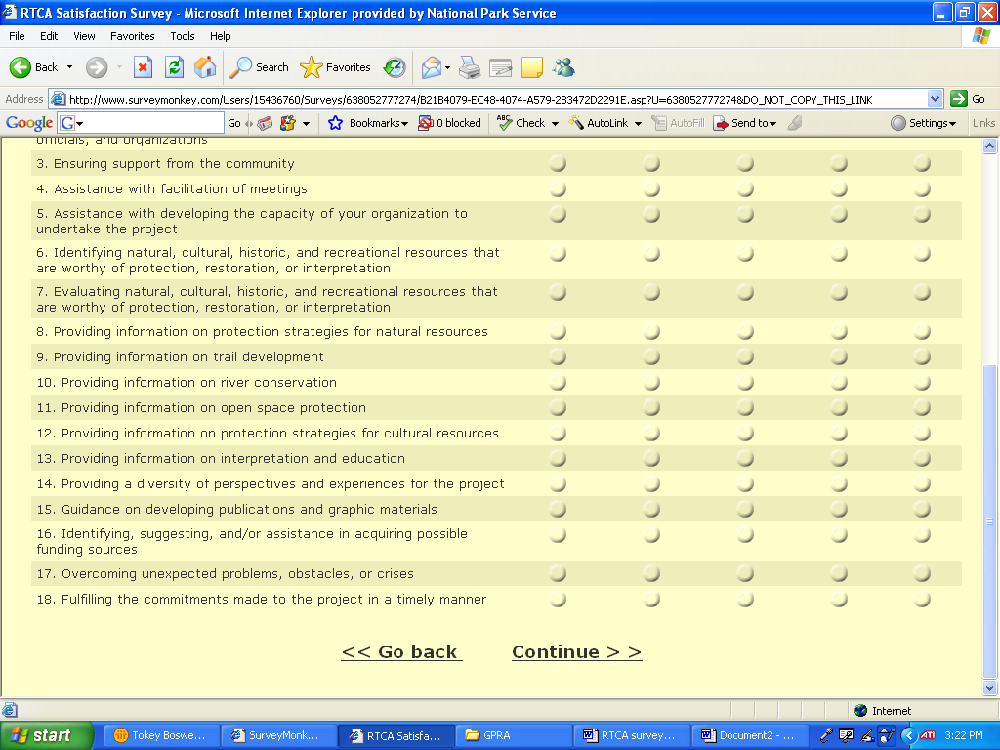 RTCA Satisfaction Survey - Microsoft Internet Explorer provided by National Park Service
File Edit View Favorites Tools Help
Back Search Favorites
Address http://www.surveymonkey.com/Users/15436760/Surveys/638052777274/B21B4079-EC48-4074-A579-283472D2291E.asp?U=638052777274&DO_NOT_COPY_THIS_LINK Go
Google G Go Bookmarks 0 blocked ABC Check AutoLink AutoFill Send to Settings Links
officials, and organizations
3. Ensuring support from the community
4. Assistance with facilitation of meetings
5. Assistance with developing the capacity of your organization to
undertake the project
6. Identifying natural, cultural, historic, and recreational resources that
are worthy of protection, restoration, or interpretation
7. Evaluating natural, cultural, historic, and recreational resources that
are worthy of protection, restoration, or interpretation
8. Providing information on protection strategies for natural resources
9. Providing information on trail development
10. Providing information on river conservation
11. Providing information on open space protection
12. Providing information on protection strategies for cultural resources
13. Providing information on interpretation and education
14. Providing a diversity of perspectives and experiences for the project
15. Guidance on developing publications and graphic materials
16. Identifying, suggesting, and/or assistance in acquiring possible
funding sources
17. Overcoming unexpected problems, obstacles, or crises
18. Fulfilling the commitments made to the project in a timely manner
<< Go back Continue > >
Internet
start Tokey Boswe... SurveyMonk... RTCA Satisfa... GPRA RTCA survey... Document2 - ... ATI 3:22 PM